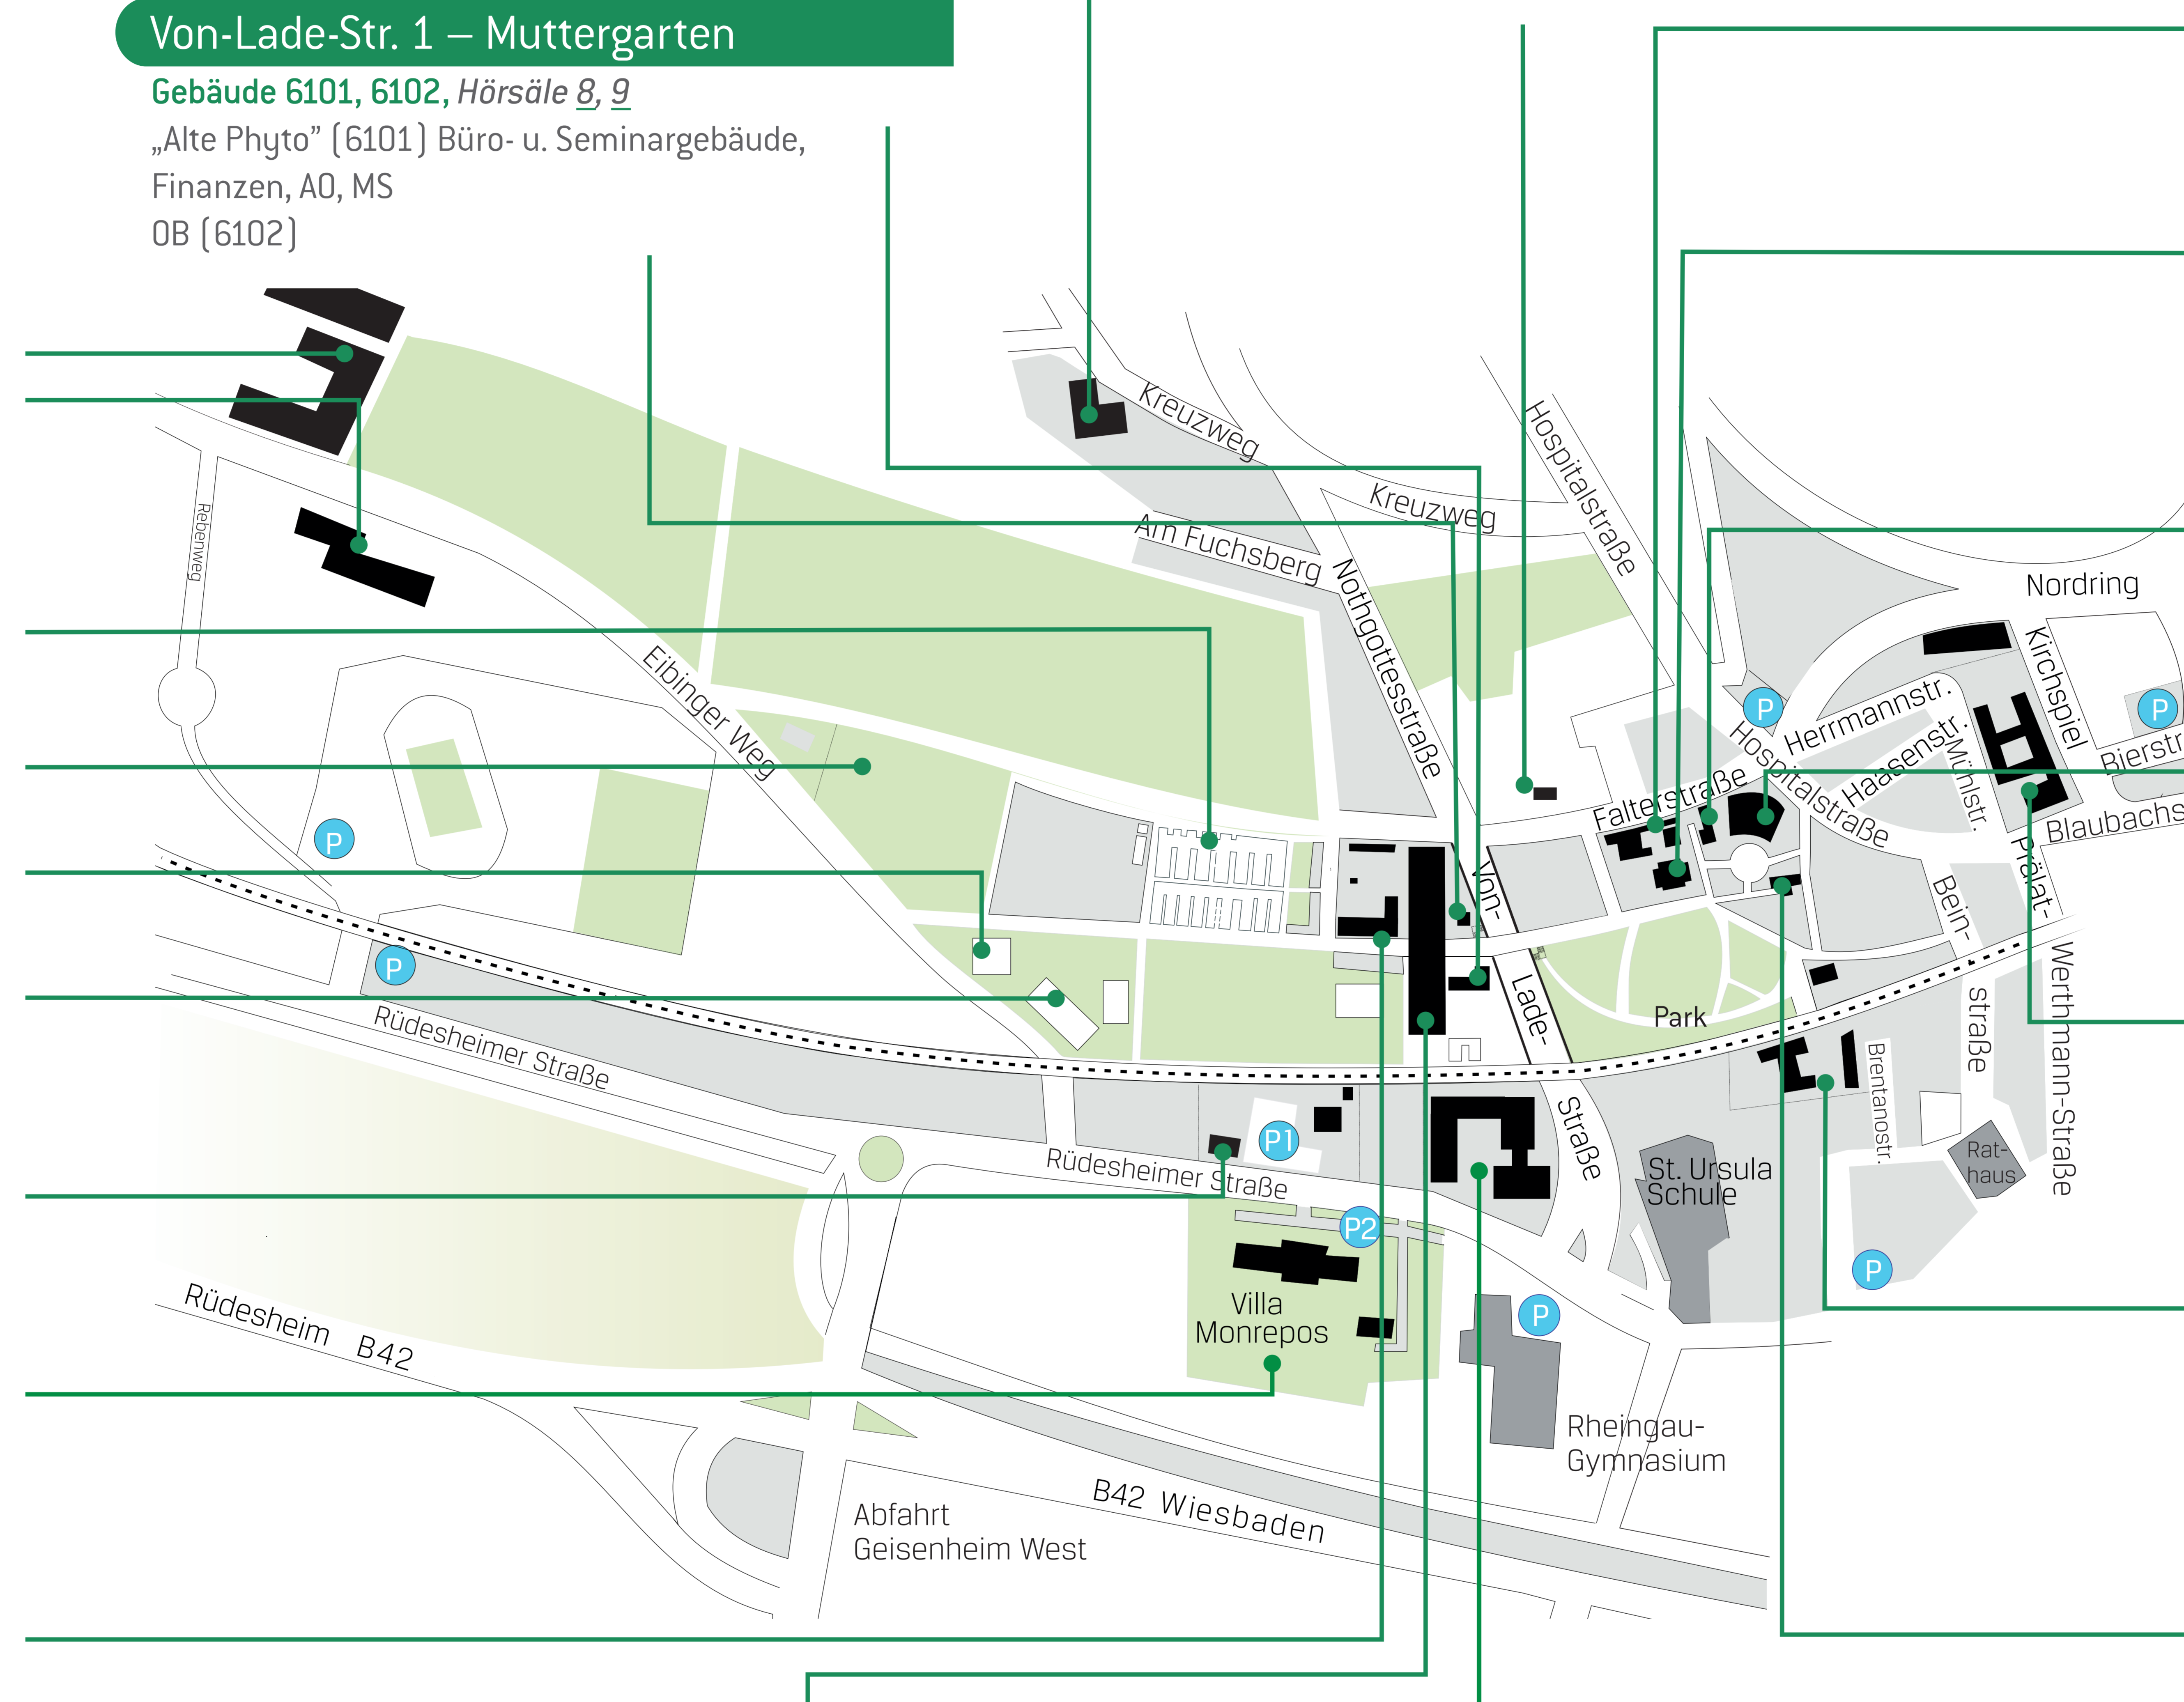 Von-Lade-Str. 1 – Muttergarten
Gebäude 6101, 6102, Hörsäle 8, 9
„Alte Phyto” (6101) Büro- u. Seminargebäude,
Finanzen, AO, MS
OB (6102)
Kreuzweg
Kreuzweg
Hospitalstraße
Am Fuchsberg
Rebenweg
Nothgottesstraße
Nordring
Kirchspiel
Eibinger Weg
P
P
Herrmannstr.
Hospitalstraße
Haasenstr.
Mühlstr.
Bierstr
Falterstraße
Blaubachs
P
Von-
Lade-
Straße
Prälat-
Werthmann-Straße
Bein-
straße
P
Park
Rüdesheimer Straße
Brentanostr.
P1
Rüdesheimer Straße
St. Ursula
Schule
Rat-
haus
P2
P
Villa
Monrepos
P
Rüdesheim B42
Rheingau-
Gymnasium
B42 Wiesbaden
Abfahrt
Geisenheim West